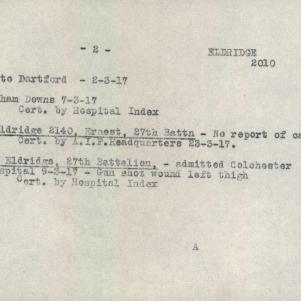 - 2 -
ELDRIDGE
2010
to Dartford - 2-3-17
ham Downs 7-3-17
Cert. by Hospital Index
ldridge 2140, Ernest, 27th Battn - No report of ca
Cert. by A.I.F.Headquarters 23-3-17.
Eldridge, 27th Battalion, - admitted Colchester
spital 9-3-17 - Gun shot wound left thigh
Cert. by Hospital Index
A